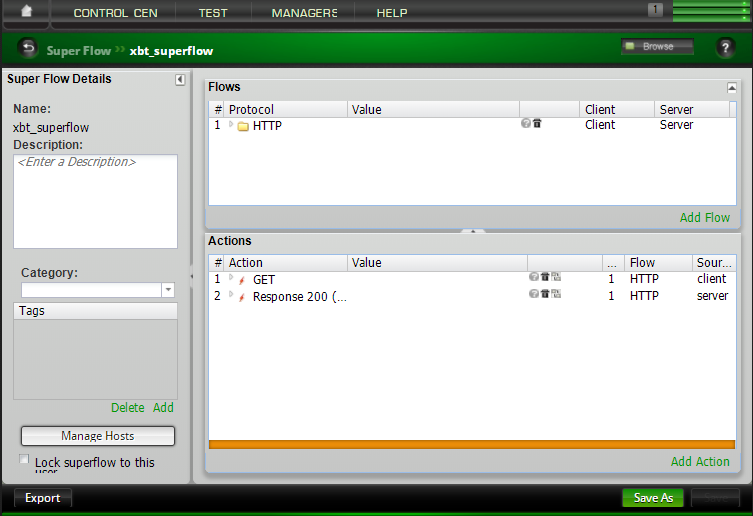 CONTROL CEN TEST MANAGERS HELP 1
Super Flow >> xbt_superflow Browse ?
Super Flow Details
Name:
xbt_superflow
Description:
<Enter a Description>
Category:
Tags
Delete Add
Manage Hosts
Lock superflow to this
user
Flows
# Protocol Value Client Server
1 HTTP Client Server
Add Flow
Actions
# Action Value ... Flow Sour...
1 GET 1 HTTP client
2 Response 200 (... 1 HTTP server
Add Action
Export Save As